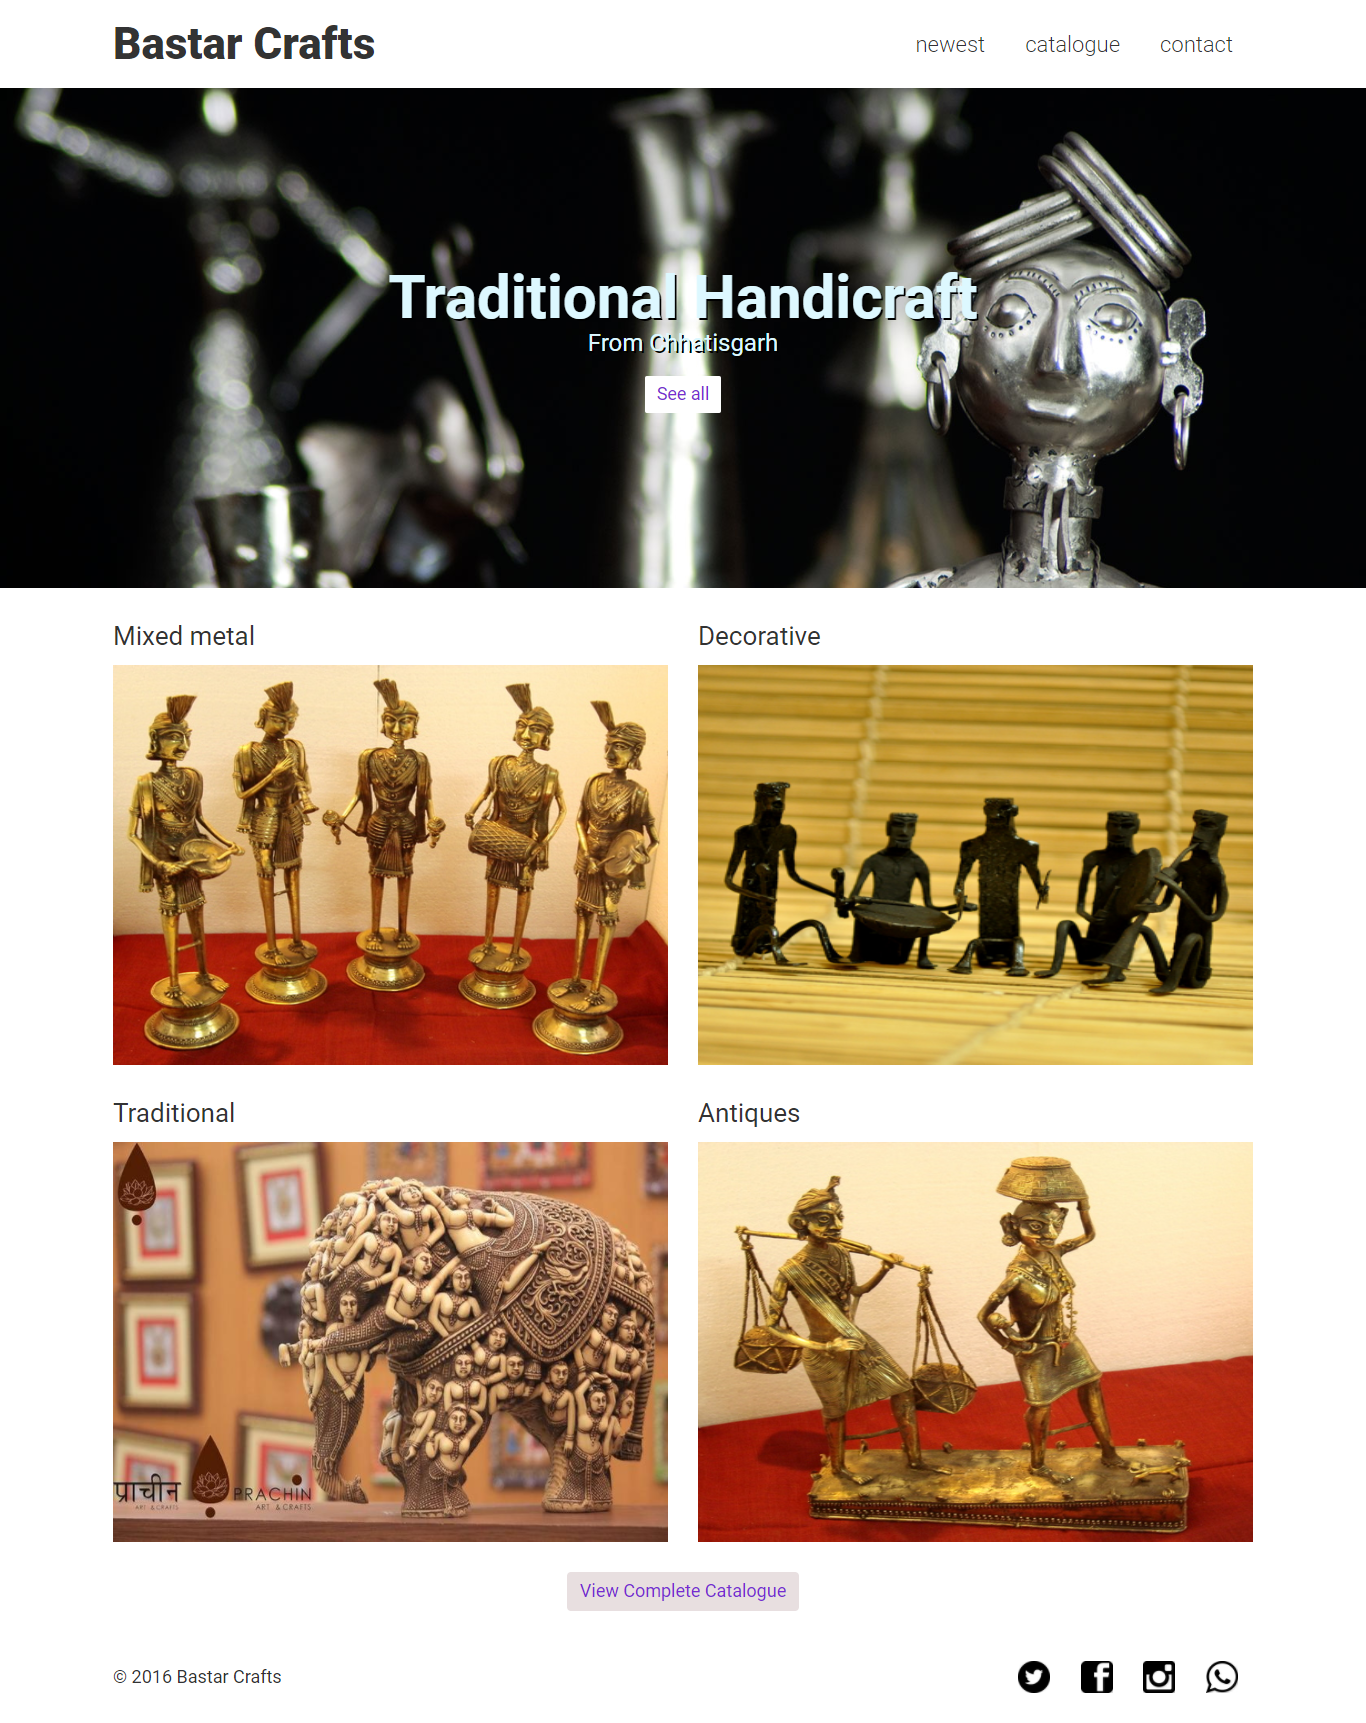 Bastar Crafts
newest catalogue contact
Traditional Handicraft
From Chhatisgarh
See all
Mixed metal
Decorative
Traditional
Antiques
प्राचीन
ART & CRAFTS
PRACHIN
ART & CRAFTS
View Complete Catalogue
© 2016 Bastar Crafts